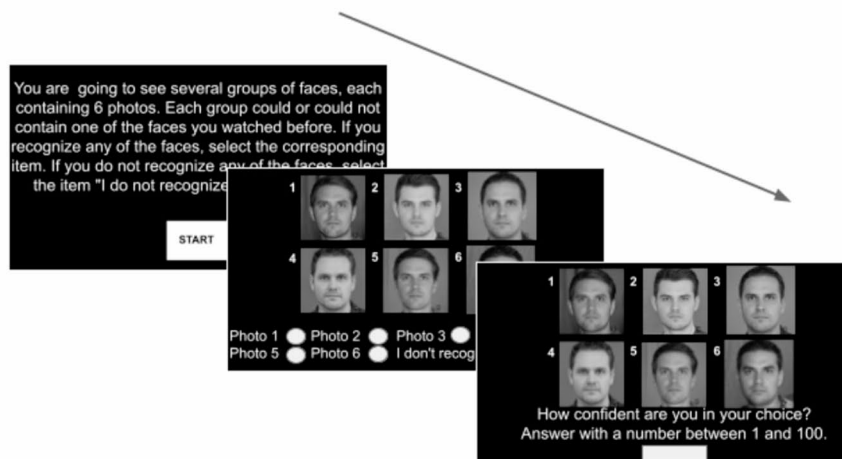 You are going to see several groups of faces, each
containing 6 photos. Each group could or could not
contain one of the faces you watched before. If you
recognize any of the faces, select the corresponding
item. If you do not recognize any of the faces, select
the item "I do not recognize
START
1 2 3
4 5 6
Photo 1 Photo 2 Photo 3
Photo 5 Photo 6 I don't recog
1 2 3
4 5 6
How confident are you in your choice?
Answer with a number between 1 and 100.